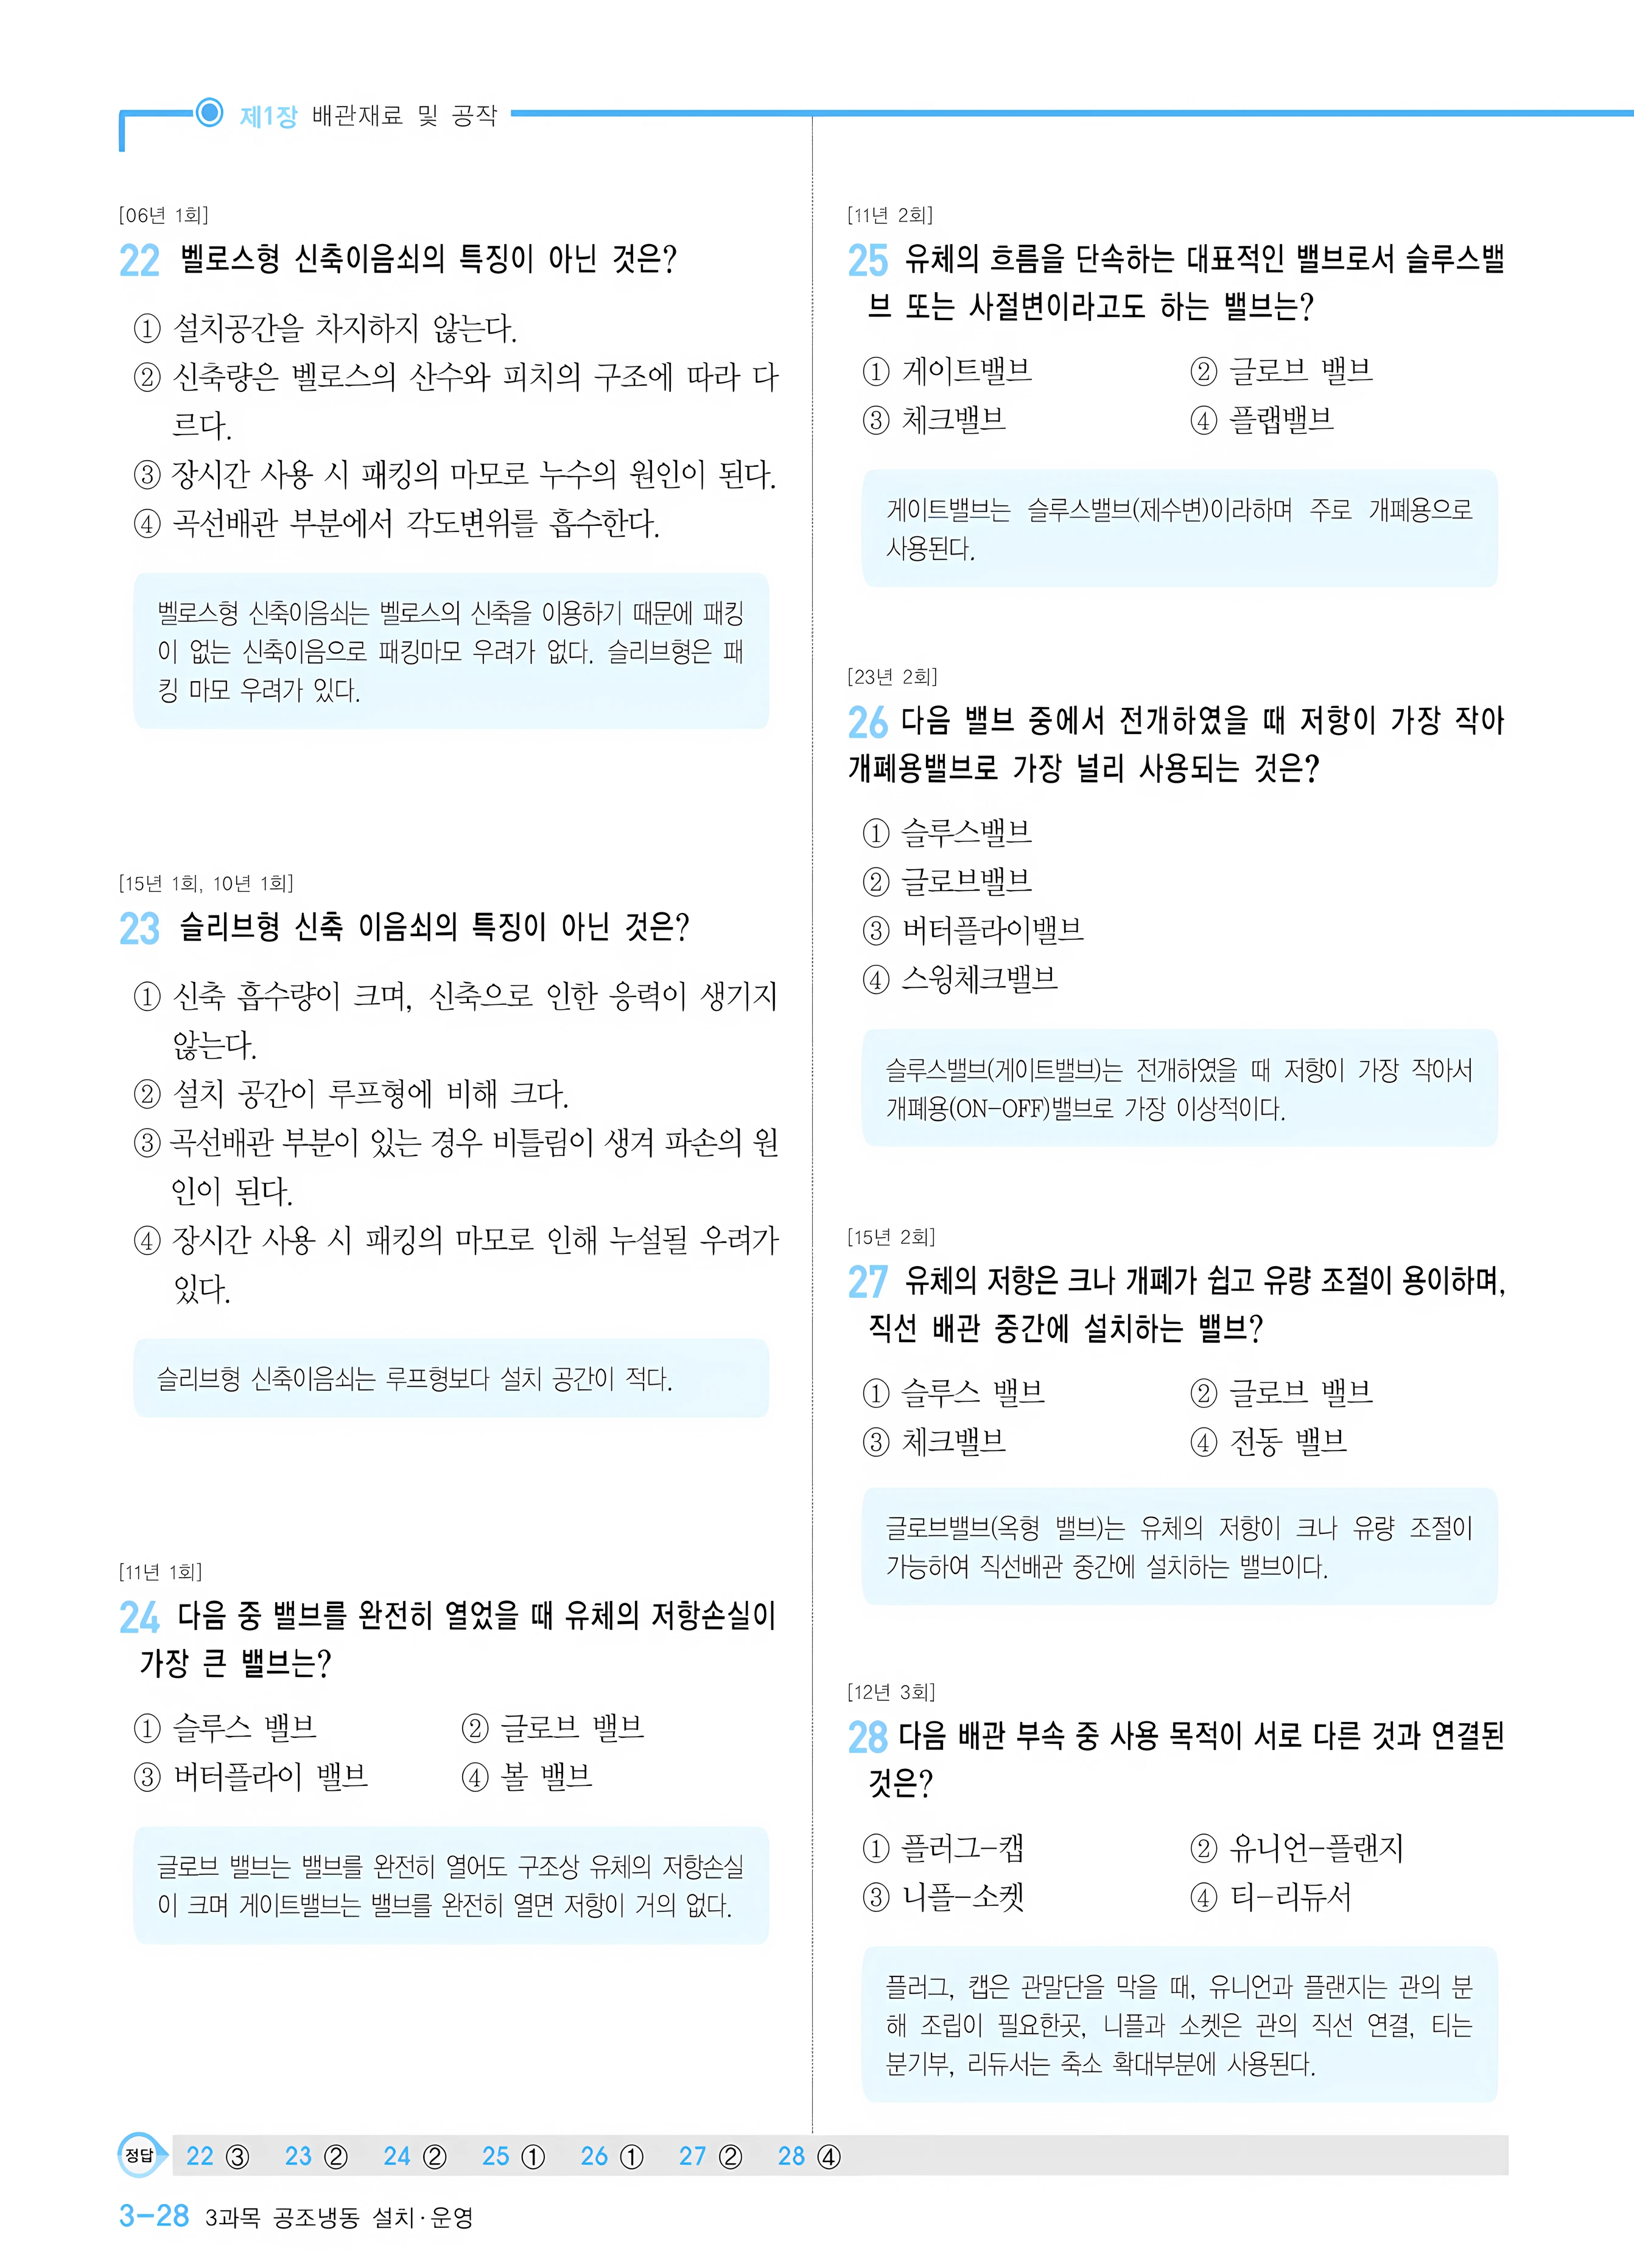 제1장 배관재료 및 공작
[06년 1회]
22 벨로스형 신축이음쇠의 특징이 아닌 것은?
① 설치공간을 차지하지 않는다.
② 신축량은 벨로스의 산수와 피치의 구조에 따라 다
르다.
③ 장시간 사용 시 패킹의 마모로 누수의 원인이 된다.
④ 곡선배관 부분에서 각도변위를 흡수한다.
벨로스형 신축이음쇠는 벨로스의 신축을 이용하기 때문에 패킹
이 없는 신축이음으로 패킹마모 우려가 없다. 슬리브형은 패
킹 마모 우려가 있다.
[15년 1회, 10년 1회]
23 슬리브형 신축 이음쇠의 특징이 아닌 것은?
① 신축 흡수량이 크며, 신축으로 인한 응력이 생기지
않는다.
② 설치 공간이 루프형에 비해 크다.
③ 곡선배관 부분이 있는 경우 비틀림이 생겨 파손의 원
인이 된다.
④ 장시간 사용 시 패킹의 마모로 인해 누설될 우려가
있다.
슬리브형 신축이음쇠는 루프형보다 설치 공간이 적다.
[11년 1회]
24 다음 중 밸브를 완전히 열었을 때 유체의 저항손실이
가장 큰 밸브는?
① 슬루스 밸브 ② 글로브 밸브
③ 버터플라이 밸브 ④ 볼 밸브
글로브 밸브는 밸브를 완전히 열어도 구조상 유체의 저항손실
이 크며 게이트밸브는 밸브를 완전히 열면 저항이 거의 없다.
[11년 2회]
25 유체의 흐름을 단속하는 대표적인 밸브로서 슬루스밸
브 또는 사절변이라고도 하는 밸브는?
① 게이트밸브 ② 글로브 밸브
③ 체크밸브 ④ 플랩밸브
게이트밸브는 슬루스밸브(제수변)이라하며 주로 개폐용으로
사용된다.
[23년 2회]
26 다음 밸브 중에서 전개하였을 때 저항이 가장 작아
개폐용밸브로 가장 널리 사용되는 것은?
① 슬루스밸브
② 글로브밸브
③ 버터플라이밸브
④ 스윙체크밸브
슬루스밸브(게이트밸브)는 전개하였을 때 저항이 가장 작아서
개폐용(ON-OFF)밸브로 가장 이상적이다.
[15년 2회]
27 유체의 저항은 크나 개폐가 쉽고 유량 조절이 용이하며,
직선 배관 중간에 설치하는 밸브?
① 슬루스 밸브 ② 글로브 밸브
③ 체크밸브 ④ 전동 밸브
글로브밸브(옥형 밸브)는 유체의 저항이 크나 유량 조절이
가능하여 직선배관 중간에 설치하는 밸브이다.
[12년 3회]
28 다음 배관 부속 중 사용 목적이 서로 다른 것과 연결된
것은?
① 플러그-캡 ② 유니언-플랜지
③ 니플-소켓 ④ 티-리듀서
플러그, 캡은 관말단을 막을 때, 유니언과 플랜지는 관의 분
해 조립이 필요한곳, 니플과 소켓은 관의 직선 연결, 티는
분기부, 리듀서는 축소 확대부분에 사용된다.
정답 22 ③ 23 ② 24 ② 25 ① 26 ① 27 ② 28 ④
3-28 3과목 공조냉동 설치·운영